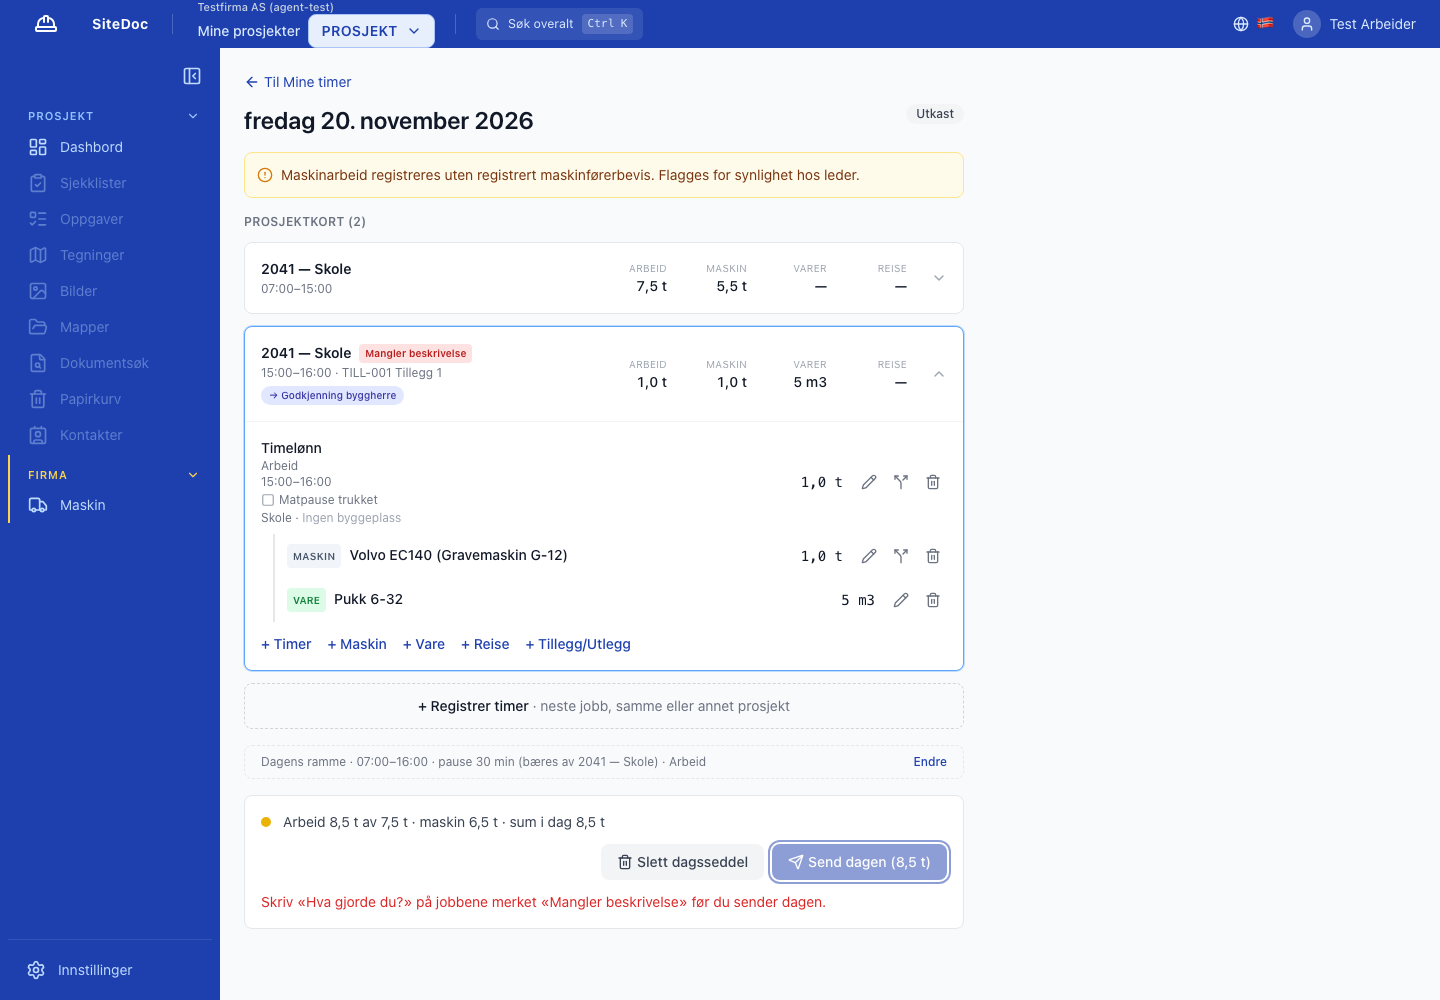 Testfirma AS (agent-test)
SiteDoc
Mine prosjekter
PROSJEKT
Søk overalt
Ctrl K
Test Arbeider
PROSJEKT
Dashbord
Sjekklister
Oppgaver
Tegninger
Bilder
Mapper
Dokumentsøk
Papirkurv
Kontakter
FIRMA
Maskin
Innstillinger
← Til Mine timer
fredag 20. november 2026
Utkast
Maskinarbeid registreres uten registrert maskinførerbevis. Flagges for synlighet hos leder.
PROSJEKTKORT (2)
2041 — Skole
07:00–15:00
ARBEID MASKIN VARER REISE
7,5 t 5,5 t — —
2041 — Skole Mangler beskrivelse
15:00–16:00 · TILL-001 Tillegg 1
→ Godkjenning byggherre
ARBEID MASKIN VARER REISE
1,0 t 1,0 t 5 m3 —
Timelønn
Arbeid
15:00–16:00
Matpause trukket
Skole · Ingen byggeplass
1,0 t
MASKIN Volvo EC140 (Gravemaskin G-12) 1,0 t
VARE Pukk 6-32 5 m3
+ Timer + Maskin + Vare + Reise + Tillegg/Utlegg
+ Registrer timer · neste jobb, samme eller annet prosjekt
Dagens ramme · 07:00–16:00 · pause 30 min (bæres av 2041 — Skole) · Arbeid Endre
Arbeid 8,5 t av 7,5 t · maskin 6,5 t · sum i dag 8,5 t
Slett dagsseddel Send dagen (8,5 t)
Skriv «Hva gjorde du?» på jobbene merket «Mangler beskrivelse» før du sender dagen.